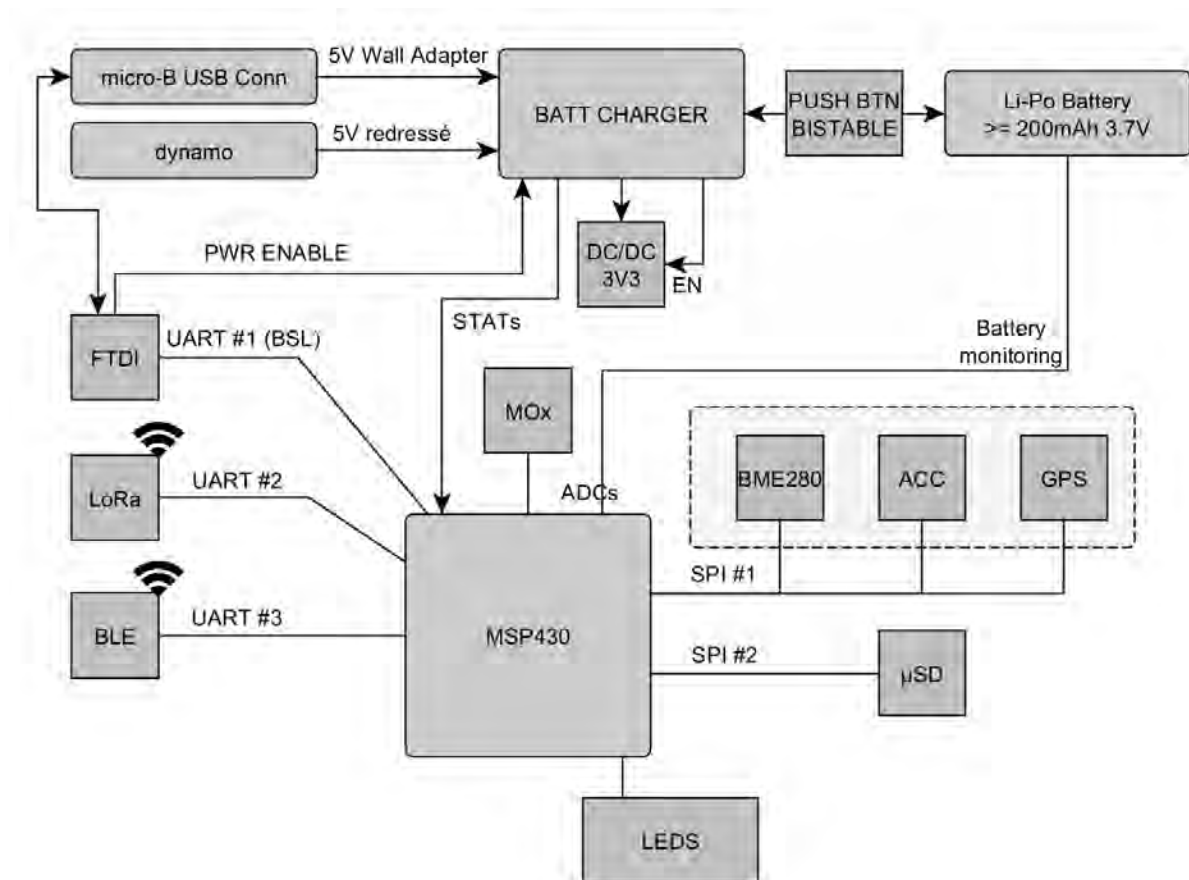 5V Wall Adapter
micro-B USB Conn
BATT CHARGER
PUSH BTN
BISTABLE
Li-Po Battery
>= 200mAh 3.7V
5V redressé
dynamo
PWR ENABLE
DC/DC
3V3
EN
STATs
Battery
monitoring
FTDI
UART #1 (BSL)
MOx
LoRa
UART #2
ADCs
BME280
ACC
GPS
SPI #1
BLE
UART #3
MSP430
SPI #2
µSD
LEDS